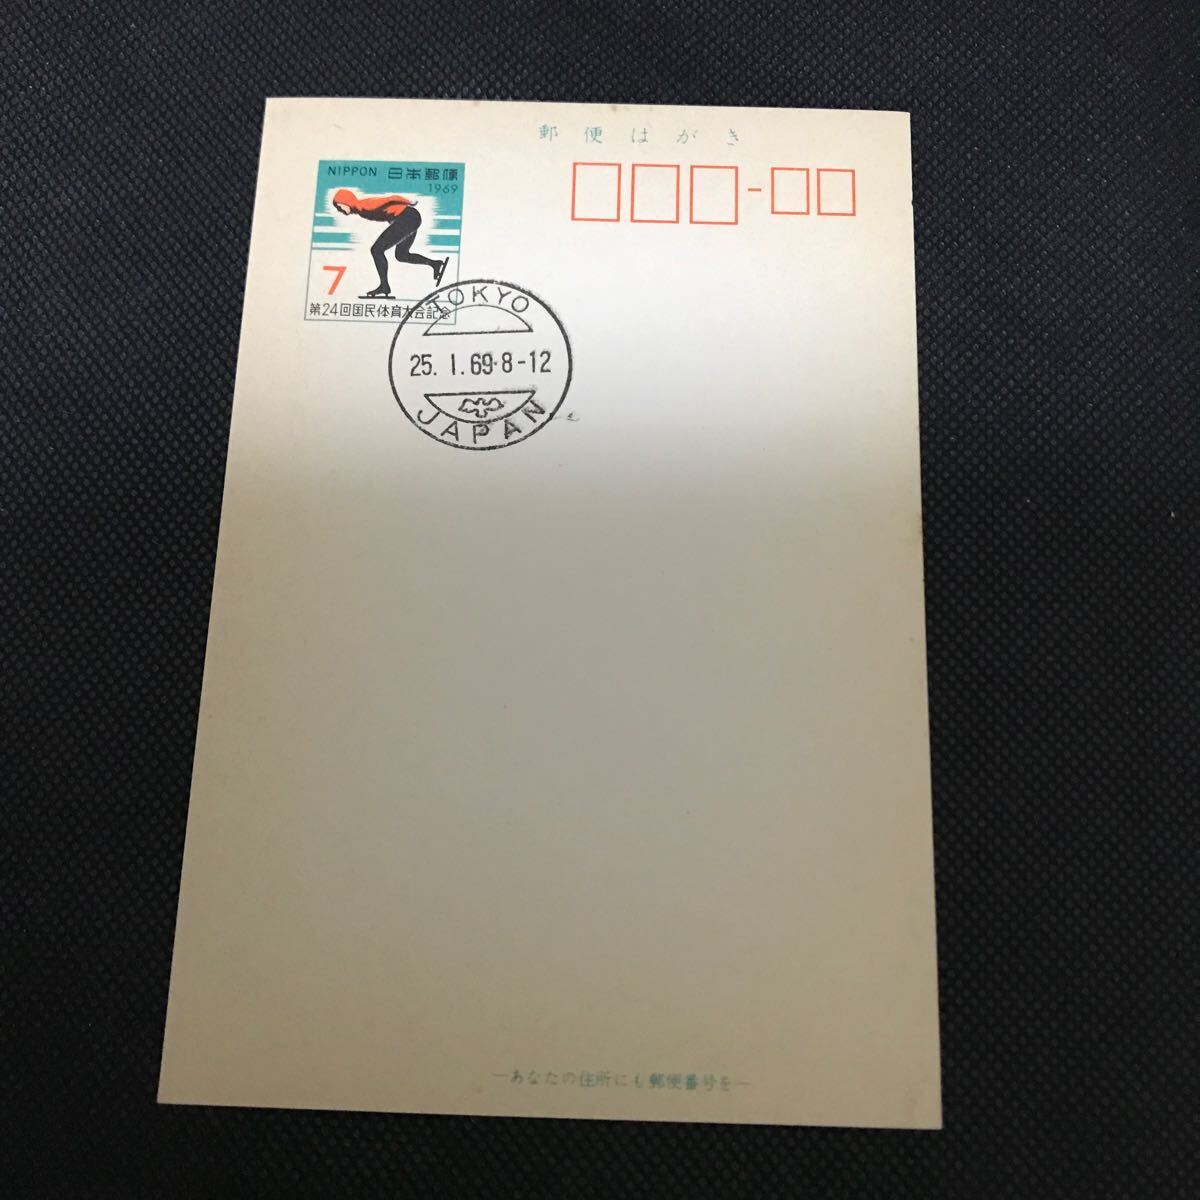 郵便はがき
NIPPON 日本郵便
1969
7
第24回国民体育大会記念
TOKYO
25.1.69.8-12
JAPAN
—あなたの住所にも郵便番号を—